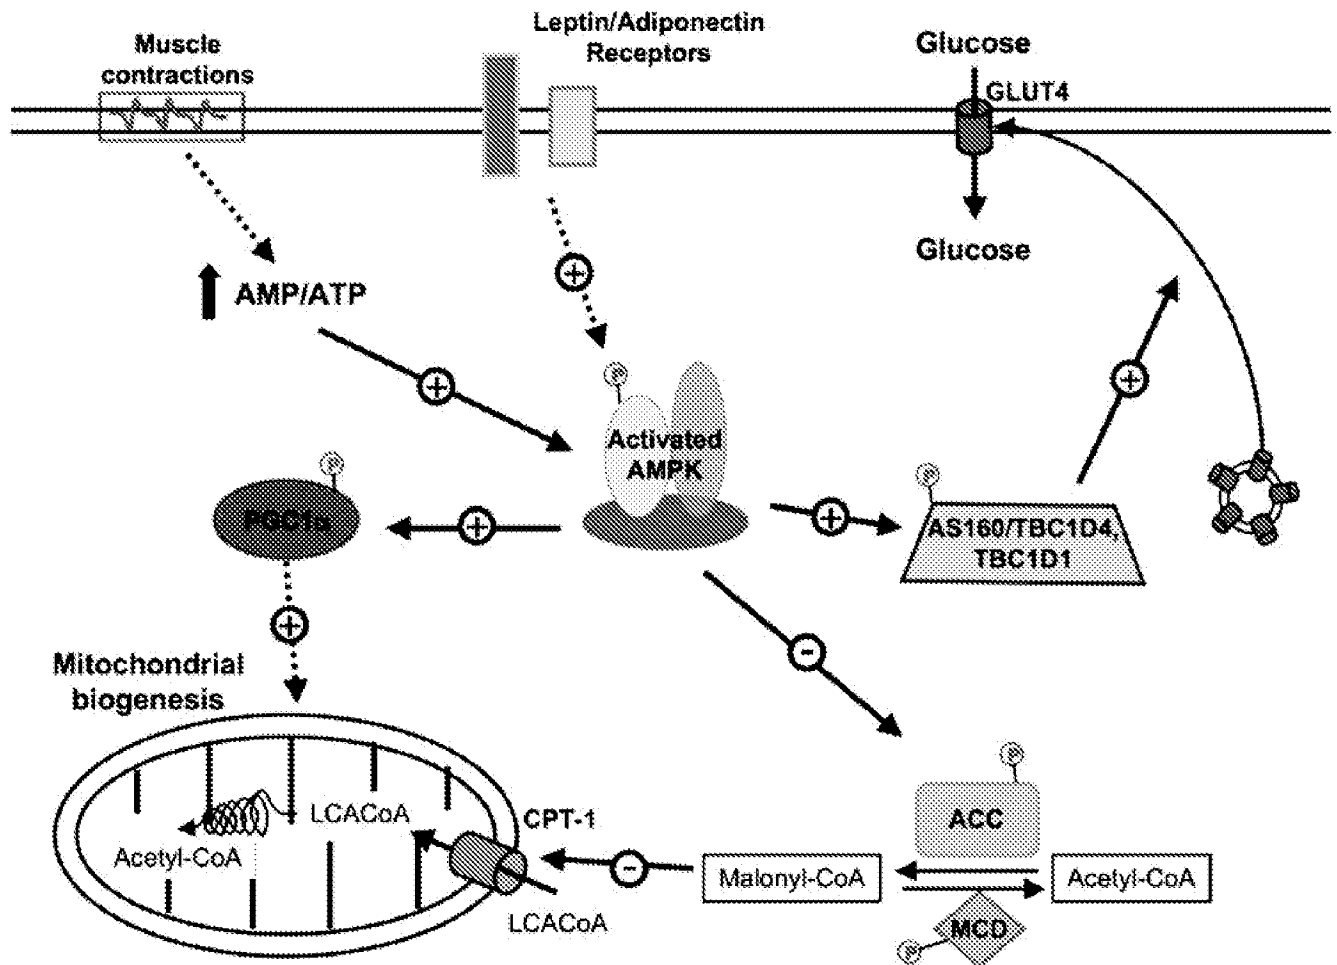 Muscle
contractions
Leptin/Adiponectin
Receptors
Glucose
GLUT4
Glucose
AMP/ATP
+
+
P
Activated
AMPK
+
P
PGC1α
+
+
P
AS160/TBC1D4,
TBC1D1
+
-
Mitochondrial
biogenesis
LCACoA
Acetyl-CoA
CPT-1
LCACoA
-
Malonyl-CoA
P
ACC
Acetyl-CoA
MCD
P